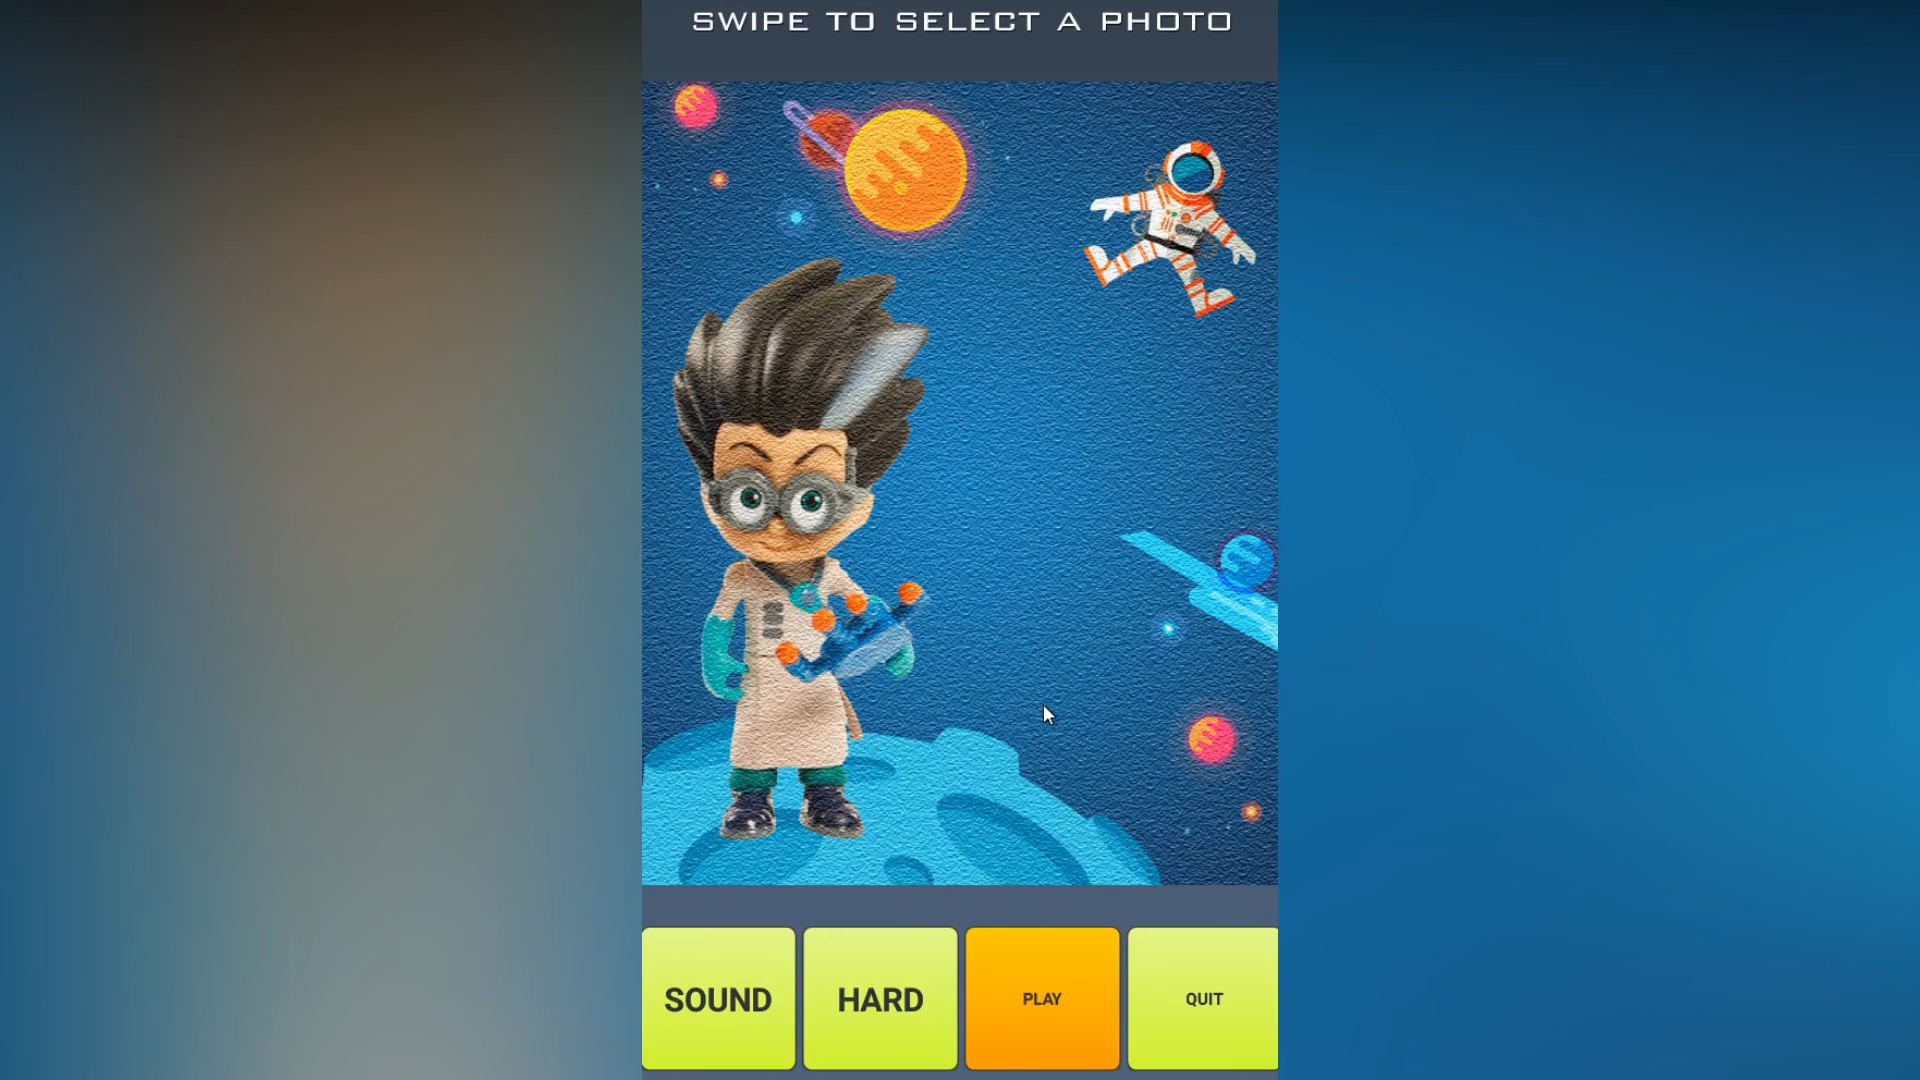 SWIPE TO SELECT A PHOTO
SOUND
HARD
PLAY
QUIT